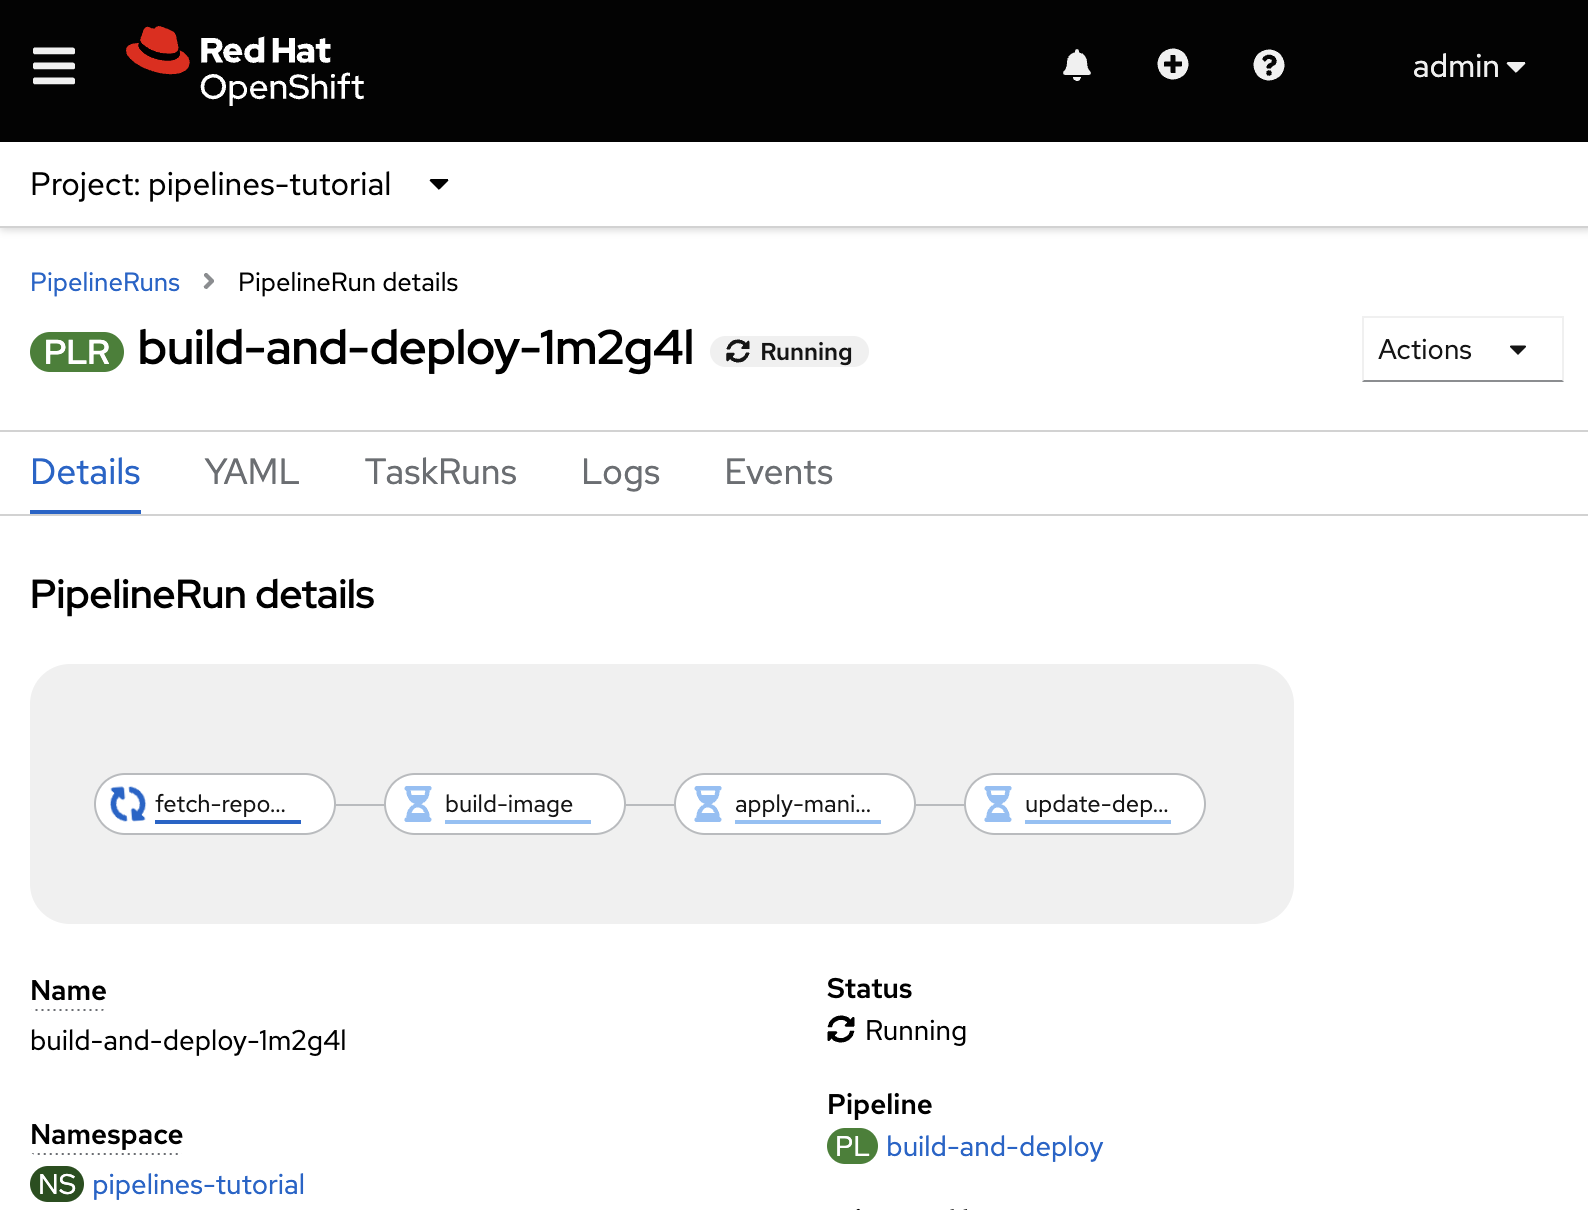 Red Hat
OpenShift
admin
Project: pipelines-tutorial
PipelineRuns > PipelineRun details
PLR build-and-deploy-1m2g4l Running
Actions
Details YAML TaskRuns Logs Events
PipelineRun details
fetch-repo... build-image apply-mani... update-dep...
Name
build-and-deploy-1m2g4l
Namespace
NS pipelines-tutorial
Status
Running
Pipeline
PL build-and-deploy